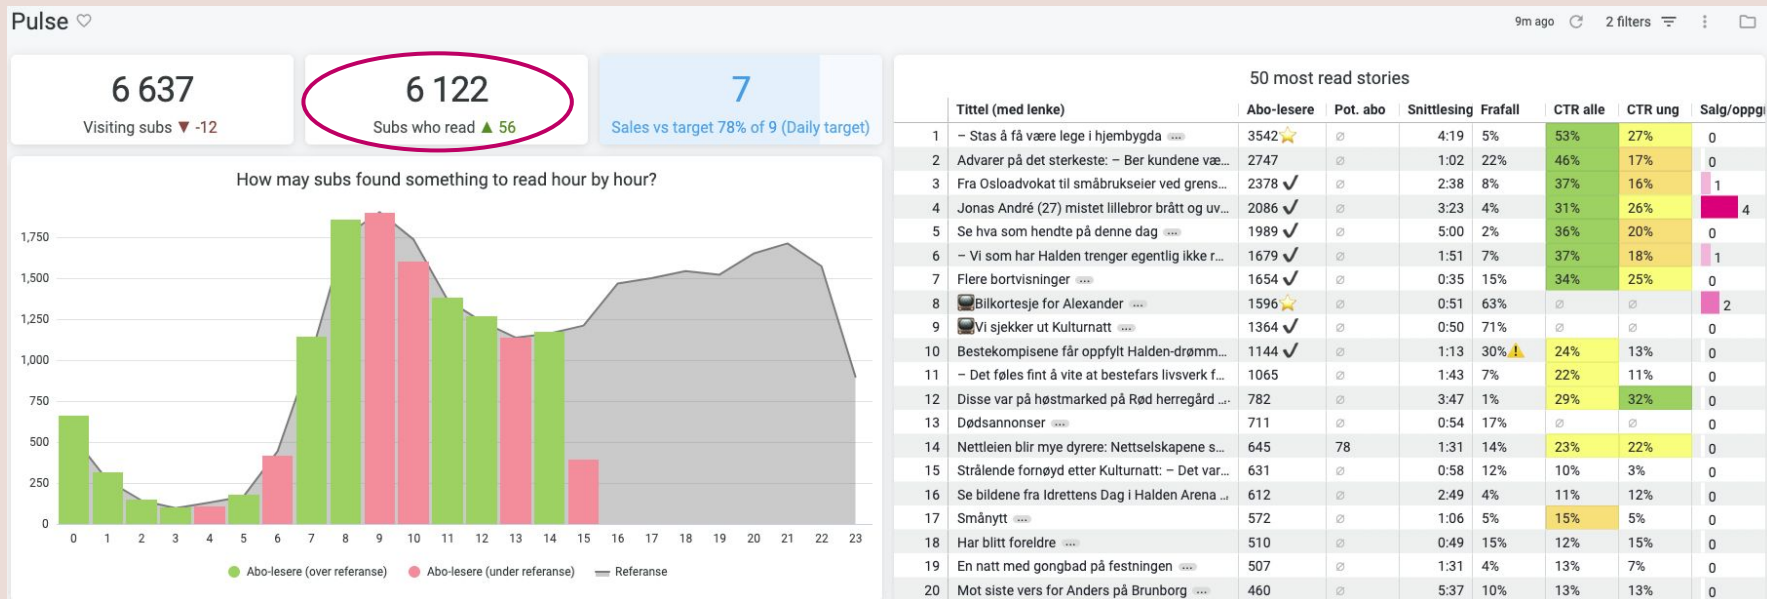 Pulse
9m ago
2 filters
6 637
Visiting subs ▼ -12
6 122
Subs who read ▲ 56
7
Sales vs target 78% of 9 (Daily target)
How may subs found something to read hour by hour?
1,750
1,500
1,250
1,000
750
500
250
0
0 1 2 3 4 5 6 7 8 9 10 11 12 13 14 15 16 17 18 19 20 21 22 23
Abo-lesere (over referanse) Abo-lesere (under referanse) Referanse
50 most read stories
Tittel (med lenke) Abo-lesere Pot. abo Snittlesing Frafall CTR alle CTR ung Salg/oppg
1 – Stas å få være lege i hjembygda ... 3542⭐ ∅ 4:19 5% 53% 27% 0
2 Advarer på det sterkeste: – Ber kundene væ... 2747 ∅ 1:02 22% 46% 17% 0
3 Fra Osloadvokat til småbrukseier ved grens... 2378 ✔ ∅ 2:38 8% 37% 16% 1
4 Jonas André (27) mistet lillebror brått og uv... 2086 ✔ ∅ 3:23 4% 31% 26% 4
5 Se hva som hendte på denne dag ... 1989 ✔ ∅ 5:00 2% 36% 20% 0
6 – Vi som har Halden trenger egentlig ikke r... 1679 ✔ ∅ 1:51 7% 37% 18% 1
7 Flere bortvisninger ... 1654 ✔ ∅ 0:35 15% 34% 25% 0
8 Bilkortesje for Alexander ... 1596⭐ ∅ 0:51 63% ∅ ∅ 2
9 Vi sjekker ut Kulturnatt ... 1364 ✔ ∅ 0:50 71% ∅ ∅ 0
10 Bestekompisene får oppfylt Halden-drømm... 1144 ✔ ∅ 1:13 30%⚠ 24% 13% 0
11 – Det føles fint å vite at bestefars livsverk f... 1065 ∅ 1:43 7% 22% 11% 0
12 Disse var på høstmarked på Rød herregård ... 782 ∅ 3:47 1% 29% 32% 0
13 Dødsannonser ... 711 ∅ 0:54 17% ∅ ∅ 0
14 Nettleien blir mye dyrere: Nettselskapene s... 645 78 1:31 14% 23% 22% 0
15 Strålende fornøyd etter Kulturnatt: – Det var... 631 ∅ 0:58 12% 10% 3% 0
16 Se bildene fra Idrettens Dag i Halden Arena ... 612 ∅ 2:49 4% 11% 12% 0
17 Smånytt ... 572 ∅ 1:06 5% 15% 5% 0
18 Har blitt foreldre ... 510 ∅ 0:49 15% 12% 15% 0
19 En natt med gongbad på festningen ... 507 ∅ 1:31 4% 13% 7% 0
20 Mot siste vers for Anders på Brunborg ... 460 ∅ 5:37 10% 13% 13% 0